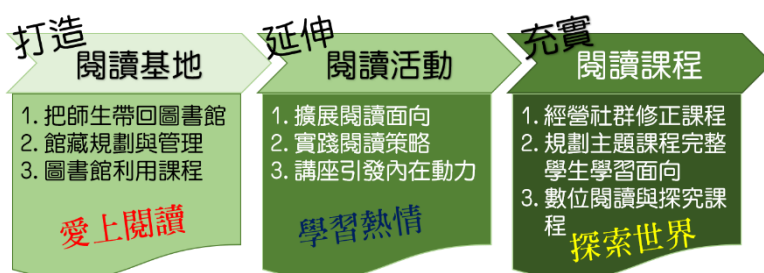 打造
閱讀基地
1. 把師生帶回圖書館
2. 館藏規劃與管理
3. 圖書館利用課程
愛上閱讀
延伸
閱讀活動
1. 擴展閱讀面向
2. 實踐閱讀策略
3. 講座引發內在動力
學習熱情
充實
閱讀課程
1. 經營社群修正課程
2. 規劃主題課程完整
學生學習面向
3. 數位閱讀與探究課
程
探索世界